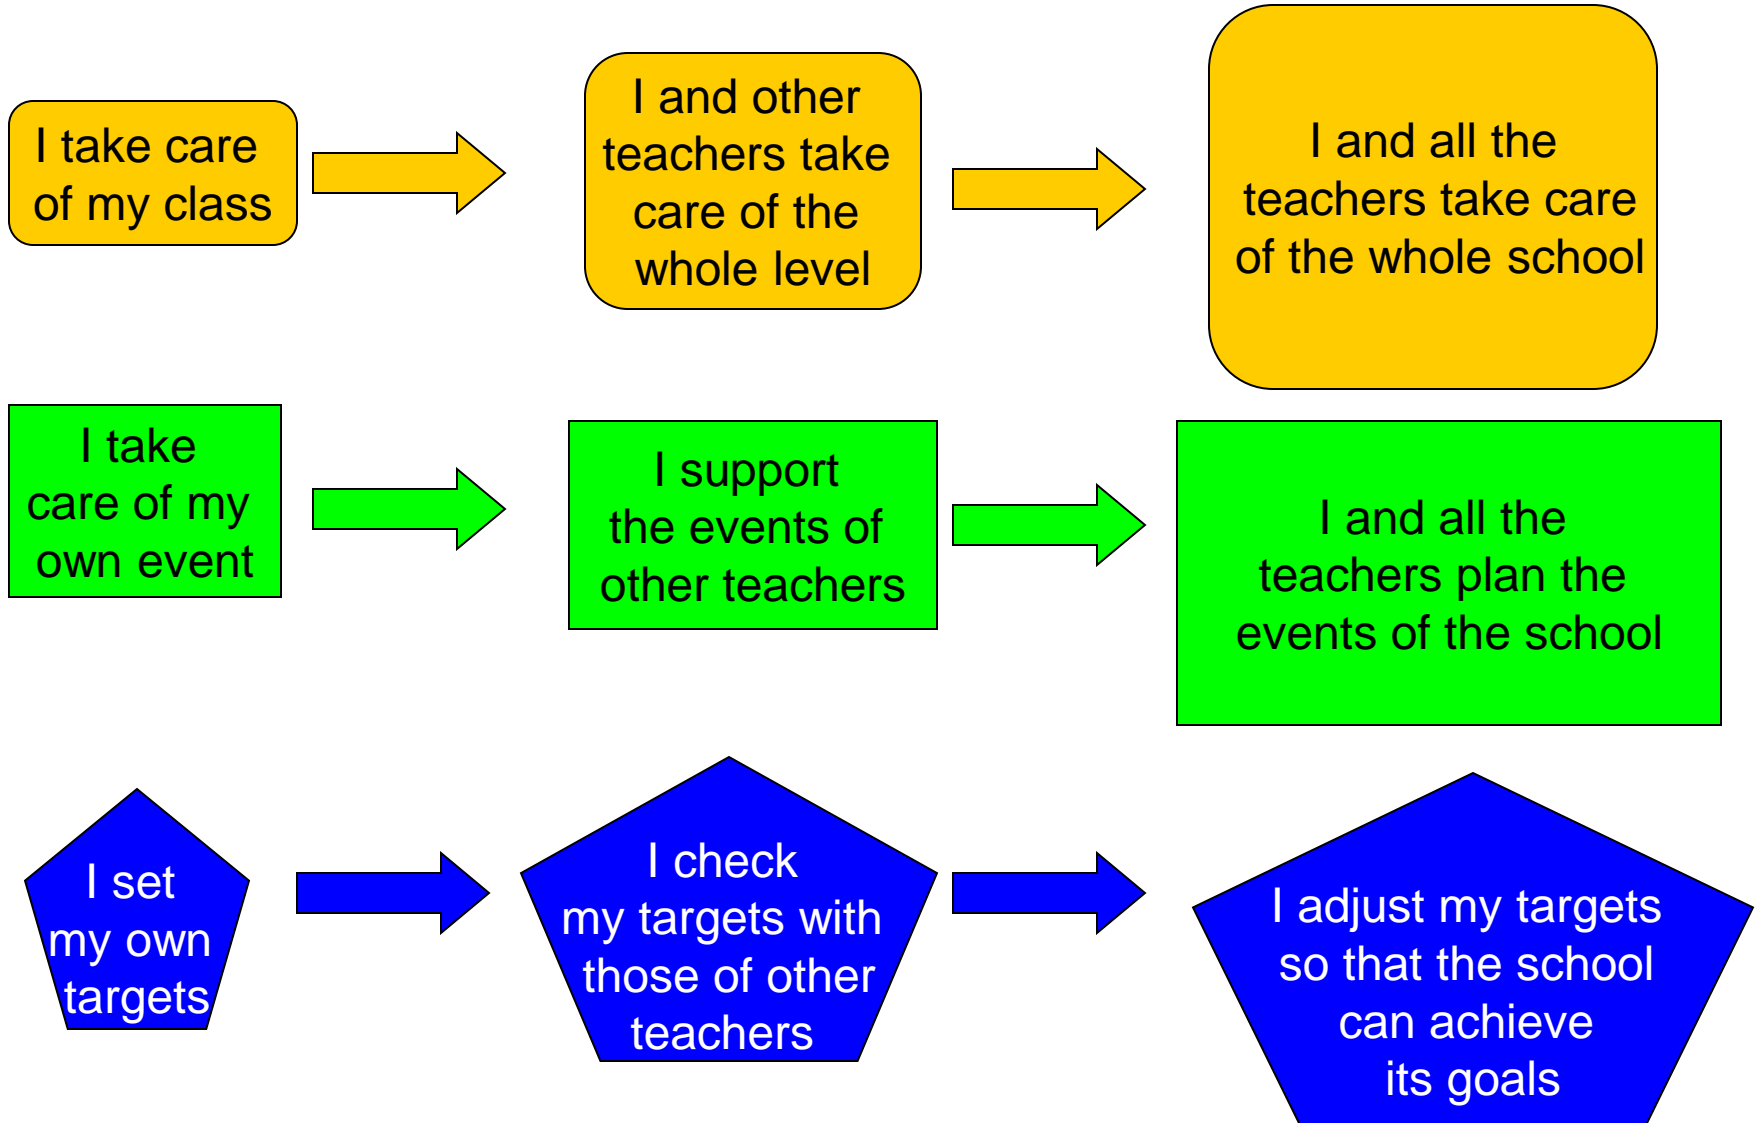 I take care
of my class
I and other
teachers take
care of the
whole level
I and all the
teachers take care
of the whole school
I take
care of my
own event
I support
the events of
other teachers
I and all the
teachers plan the
events of the school
I set
my own
targets
I check
my targets with
those of other
teachers
I adjust my targets
so that the school
can achieve
its goals